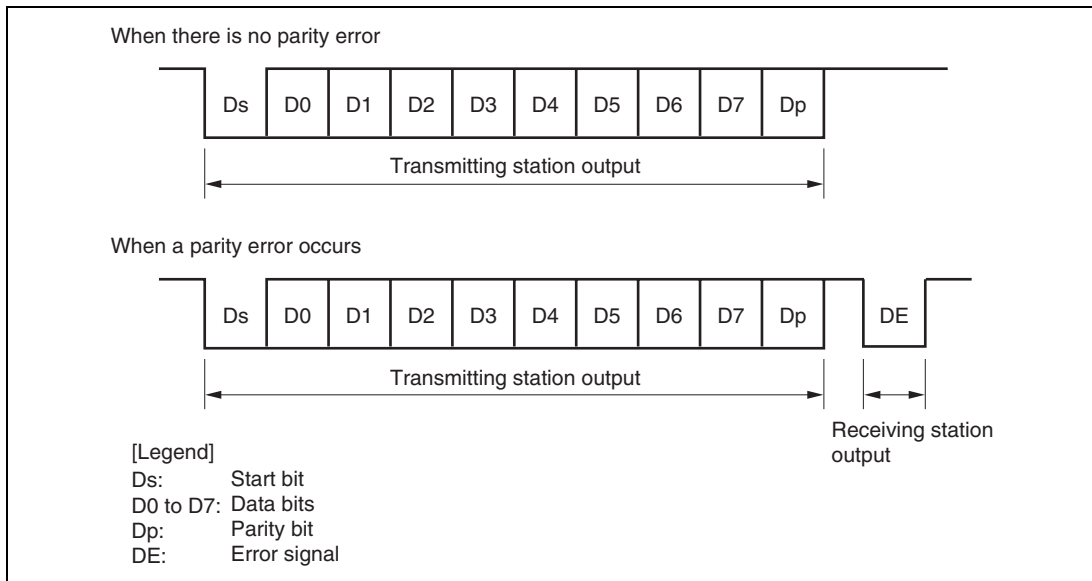 When there is no parity error
Ds D0 D1 D2 D3 D4 D5 D6 D7 Dp
Transmitting station output
When a parity error occurs
Ds D0 D1 D2 D3 D4 D5 D6 D7 Dp DE
Transmitting station output
Receiving station
output
[Legend]
Ds: Start bit
D0 to D7: Data bits
Dp: Parity bit
DE: Error signal